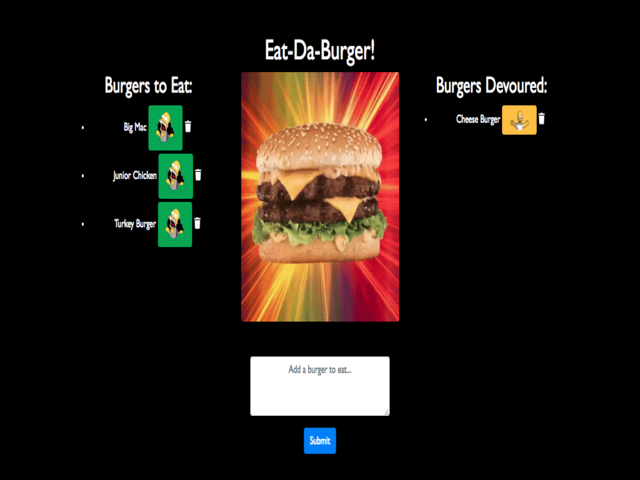 Eat-Da-Burger!
Burgers to Eat:
Big Mac
Junior Chicken
Turkey Burger
Burgers Devoured:
Cheese Burger
Add a burger to eat...
Submit